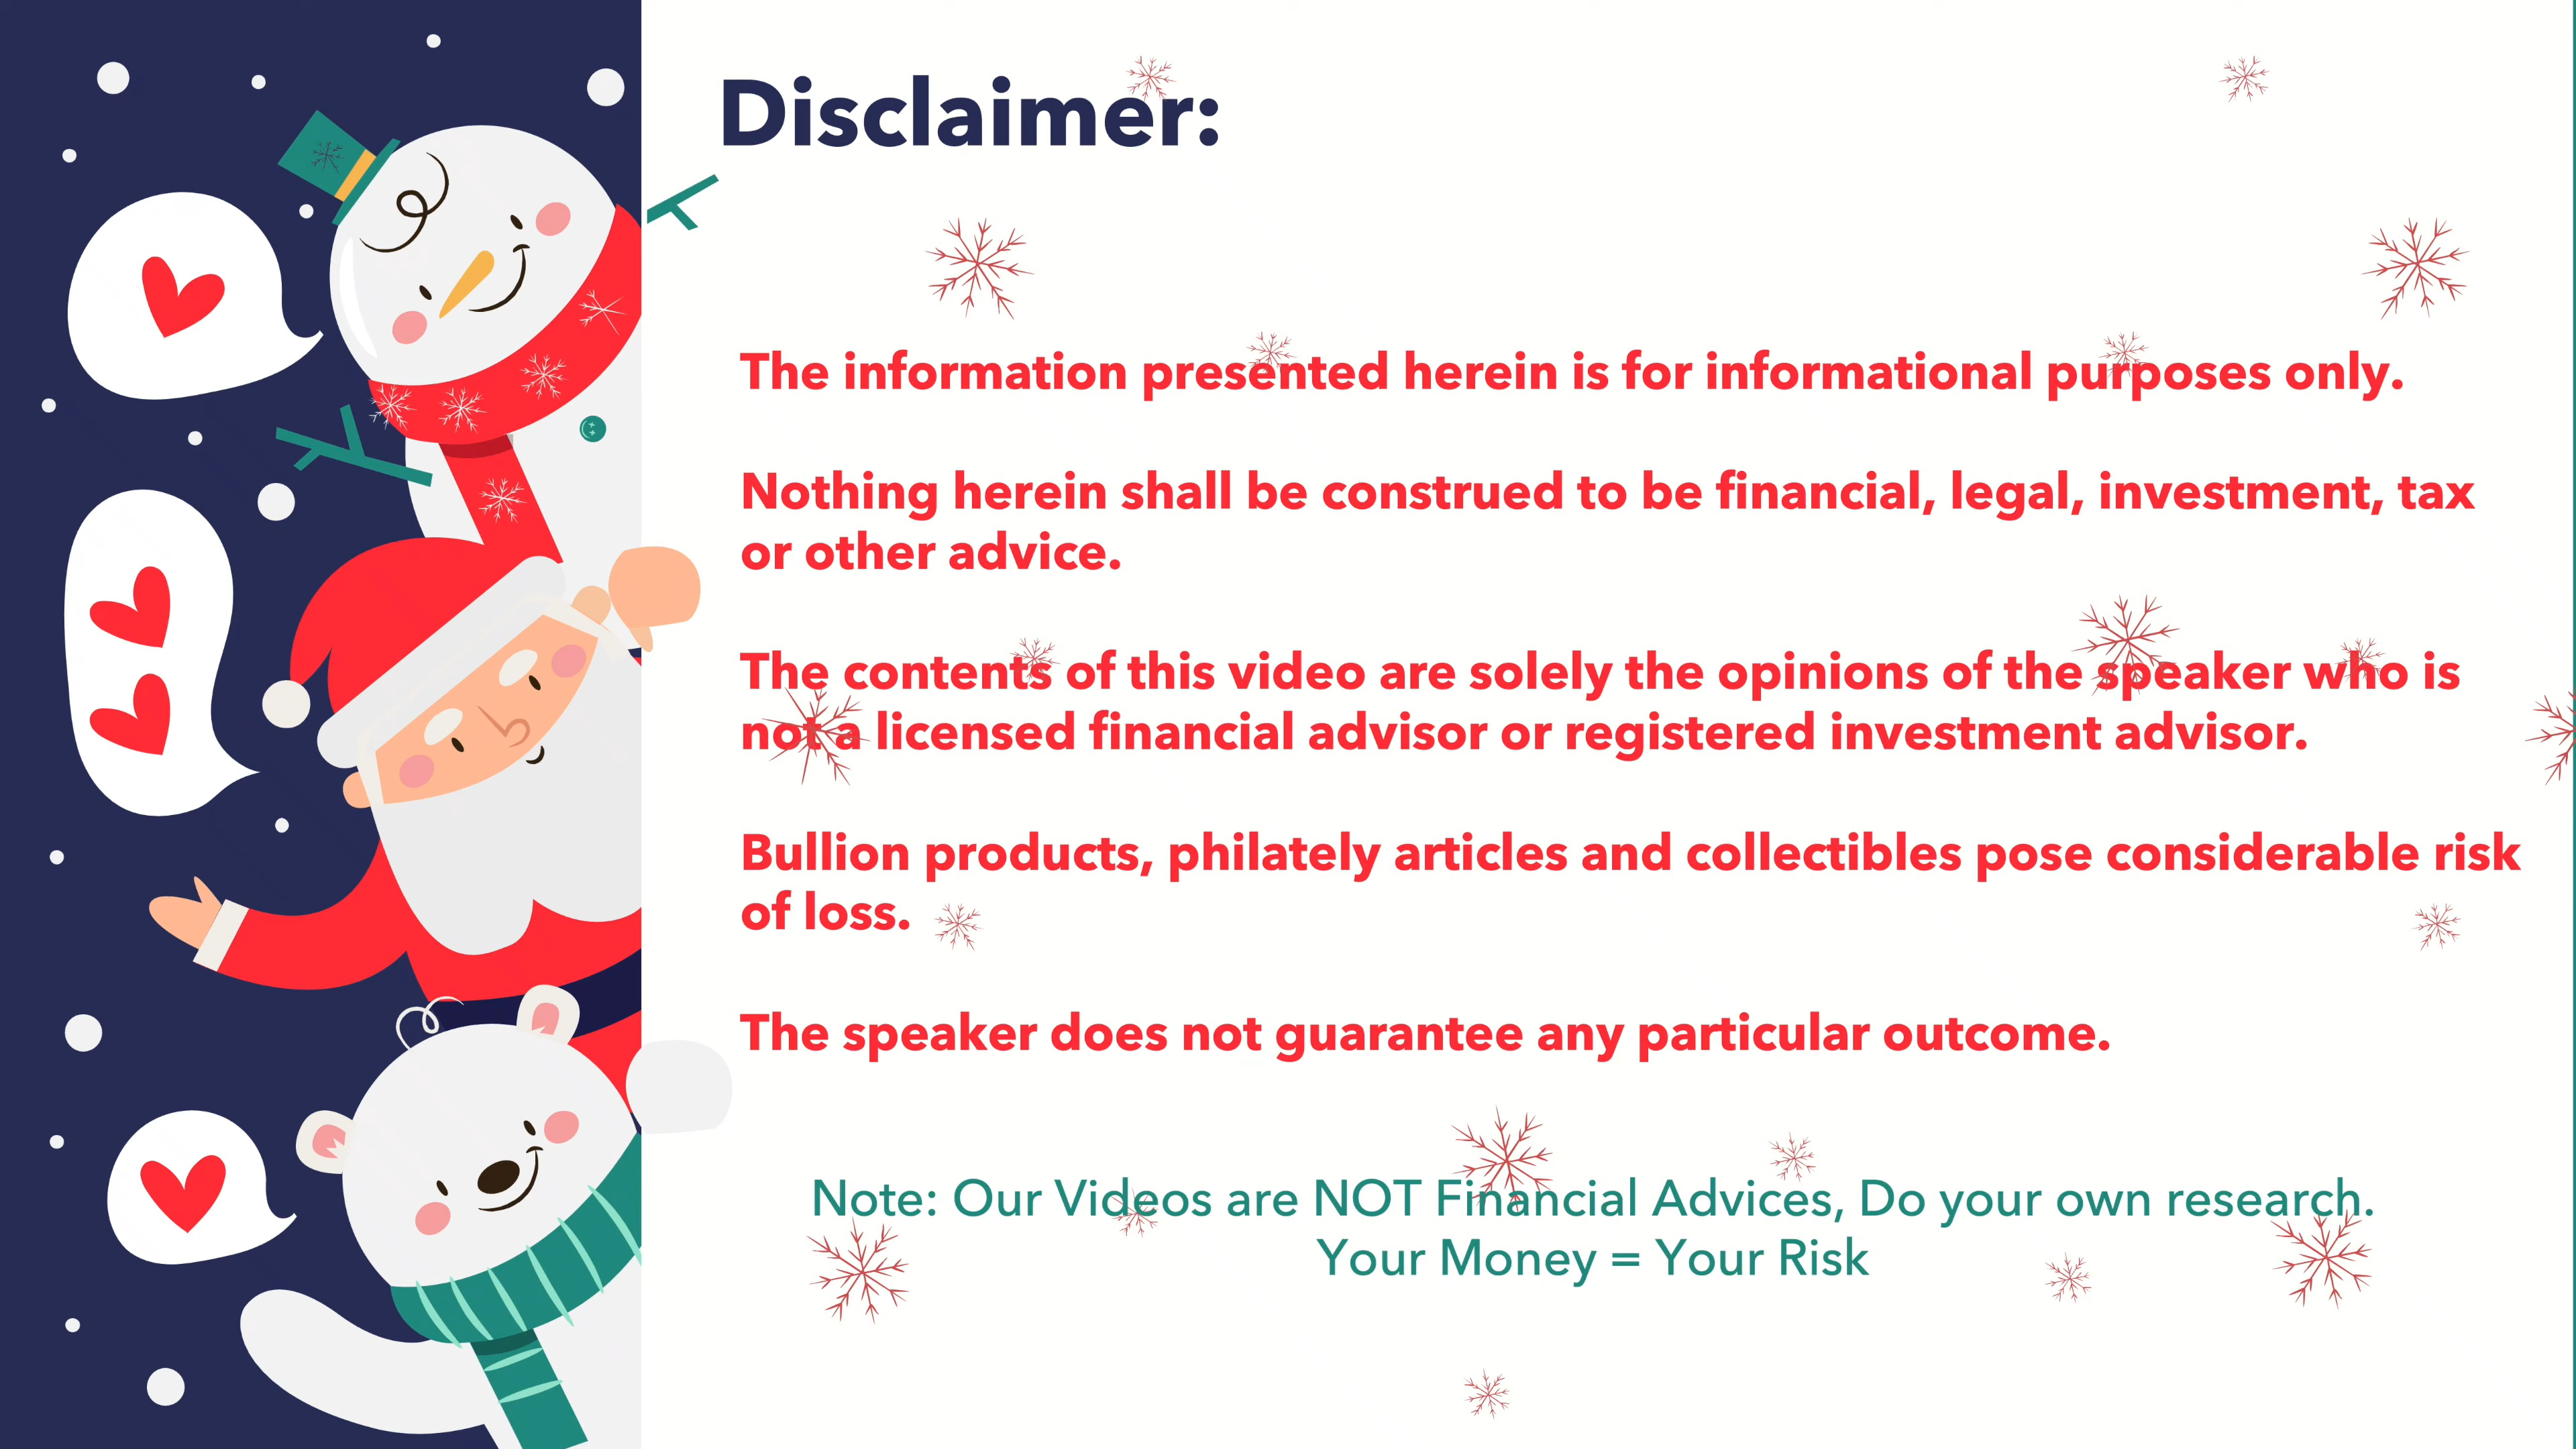 Disclaimer:
The information presented herein is for informational purposes only.
Nothing herein shall be construed to be financial, legal, investment, tax
or other advice.
The contents of this video are solely the opinions of the speaker who is
not a licensed financial advisor or registered investment advisor.
Bullion products, philately articles and collectibles pose considerable risk
of loss.
The speaker does not guarantee any particular outcome.
Note: Our Videos are NOT Financial Advices, Do your own research.
Your Money = Your Risk